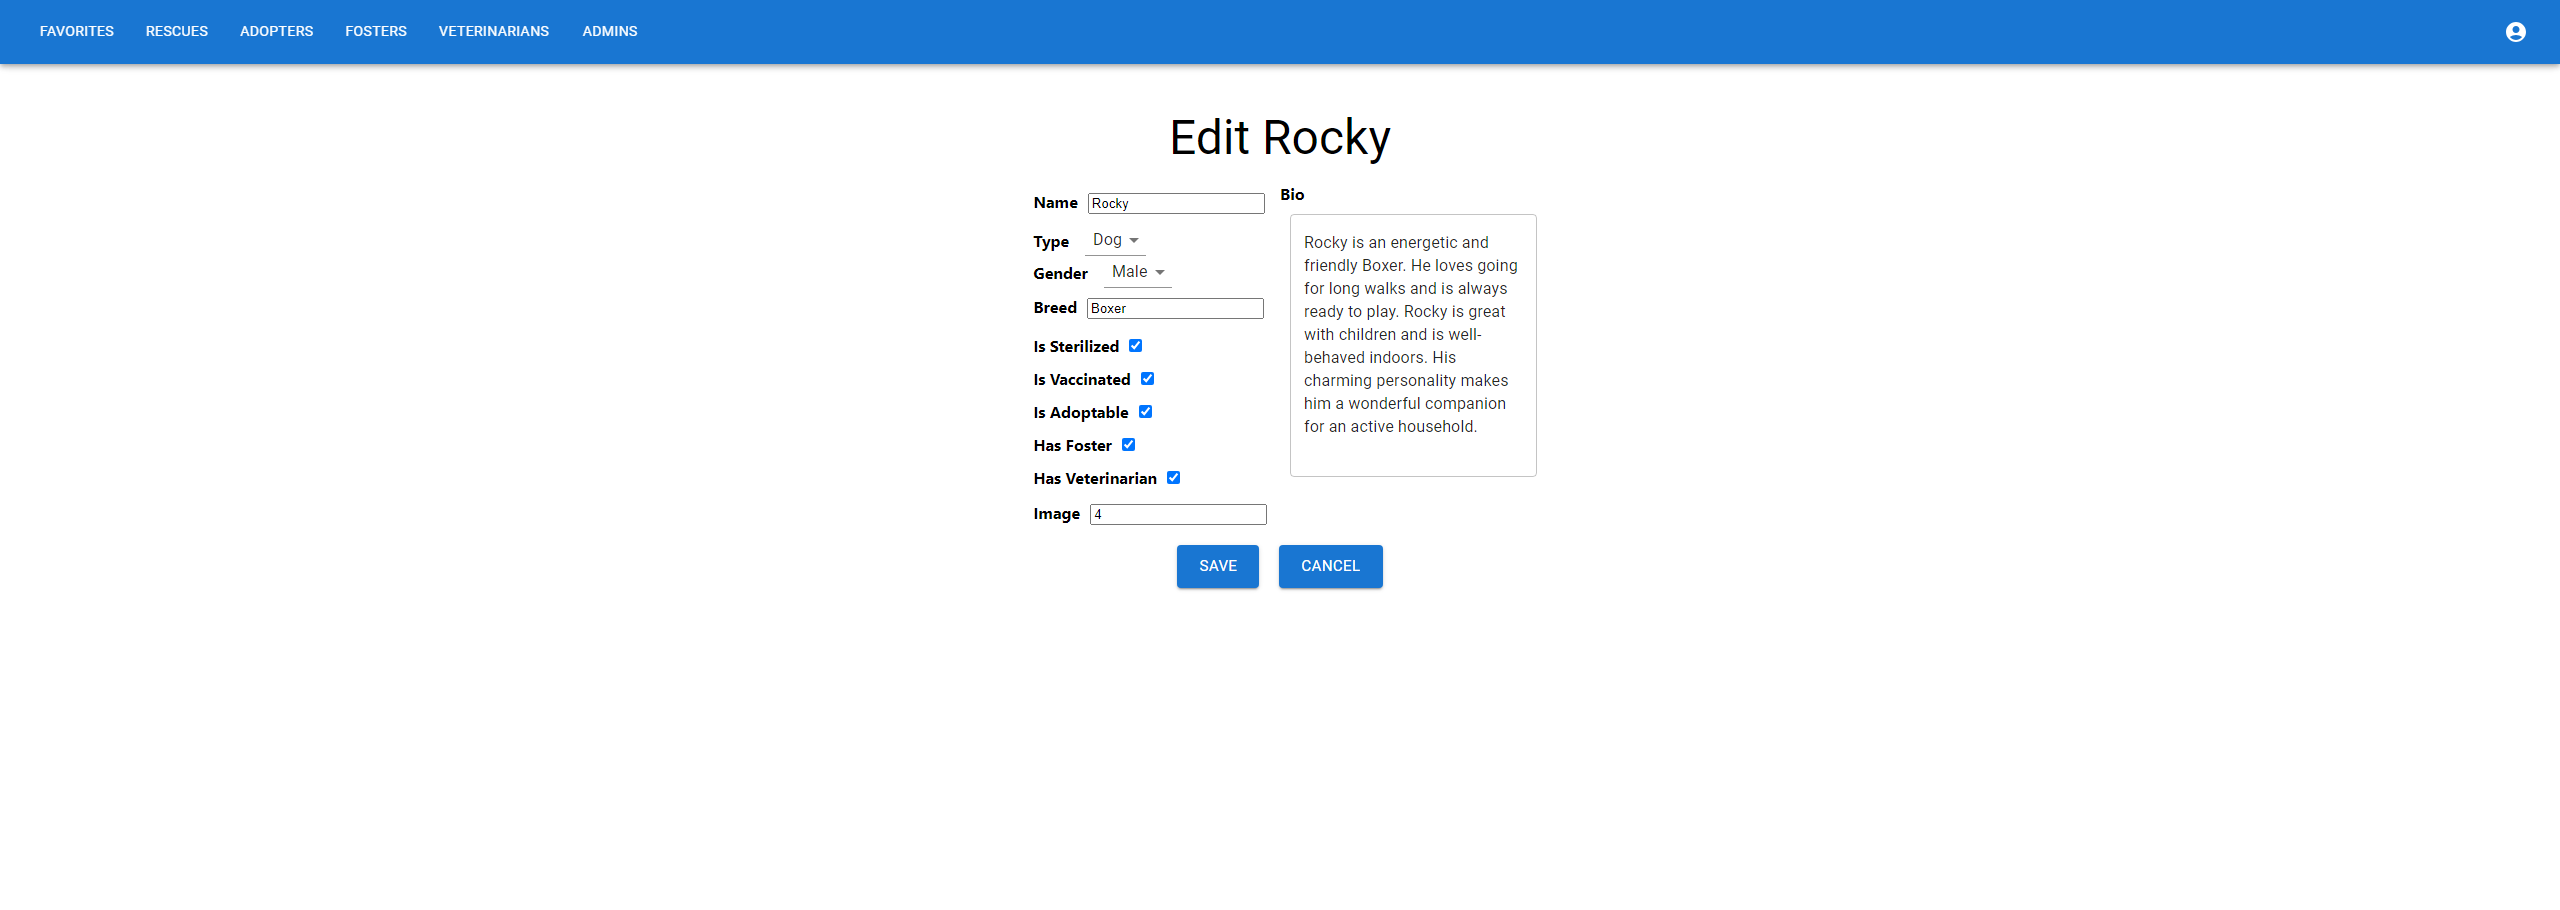 FAVORITES RESCUES ADOPTERS FOSTERS VETERINARIANS ADMINS
Edit Rocky
Name Rocky
Type Dog
Gender Male
Breed Boxer
Is Sterilized
Is Vaccinated
Is Adoptable
Has Foster
Has Veterinarian
Image 4
Bio
Rocky is an energetic and
friendly Boxer. He loves going
for long walks and is always
ready to play. Rocky is great
with children and is well-
behaved indoors. His
charming personality makes
him a wonderful companion
for an active household.
SAVE CANCEL